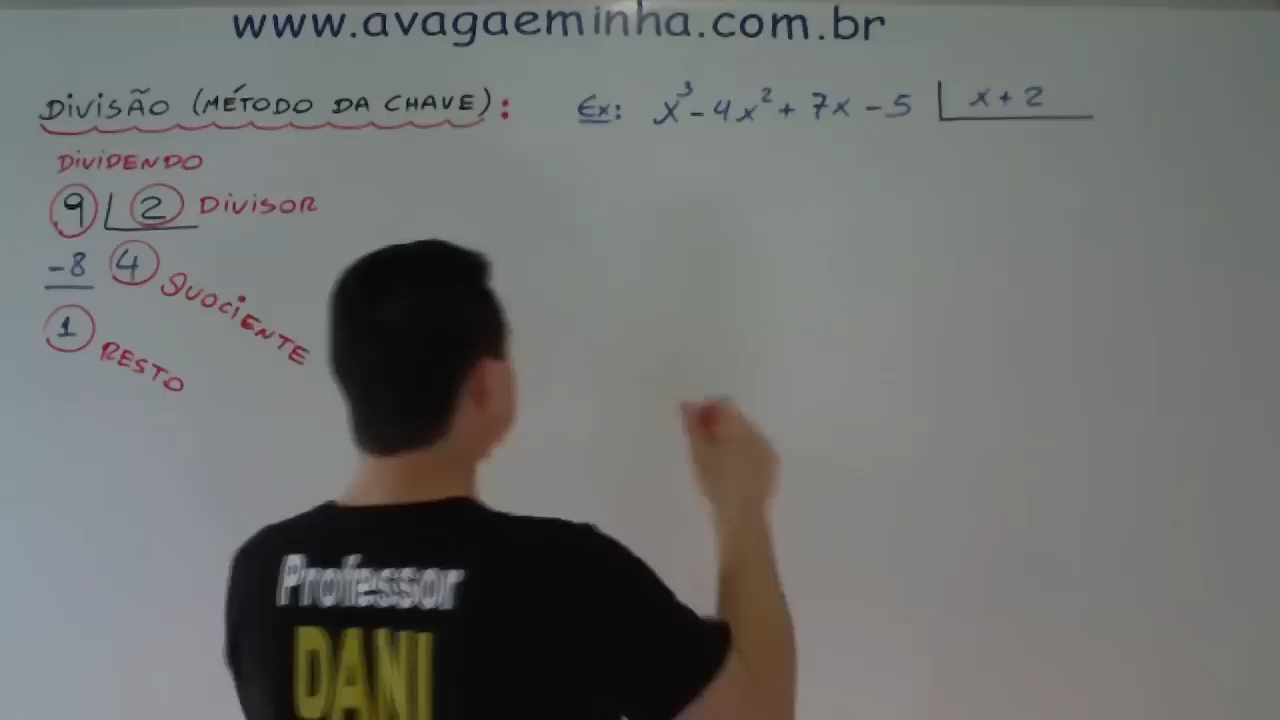 www.avagaeminha.com.br
DIVISÃO (MÉTODO DA CHAVE):
DIVIDENDO
9 2 DIVISOR
-8 4 QUOCIENTE
1 RESTO
Ex: x³ - 4x² + 7x - 5 x + 2
Professor
DANI